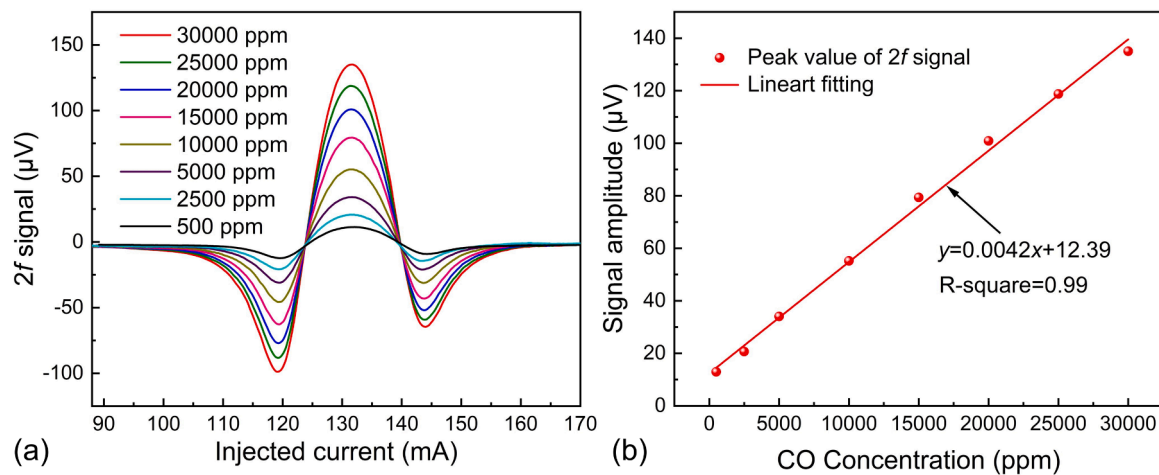 150
100
50
0
-50
-100
2f signal (μV)
30000 ppm
25000 ppm
20000 ppm
15000 ppm
10000 ppm
5000 ppm
2500 ppm
500 ppm
90 100 110 120 130 140 150 160 170
Injected current (mA)
(a)
140
120
100
80
60
40
20
0
Signal amplitude (μV)
Peak value of 2f signal
Lineart fitting
y=0.0042x+12.39
R-square=0.99
0 5000 10000 15000 20000 25000 30000
CO Concentration (ppm)
(b)